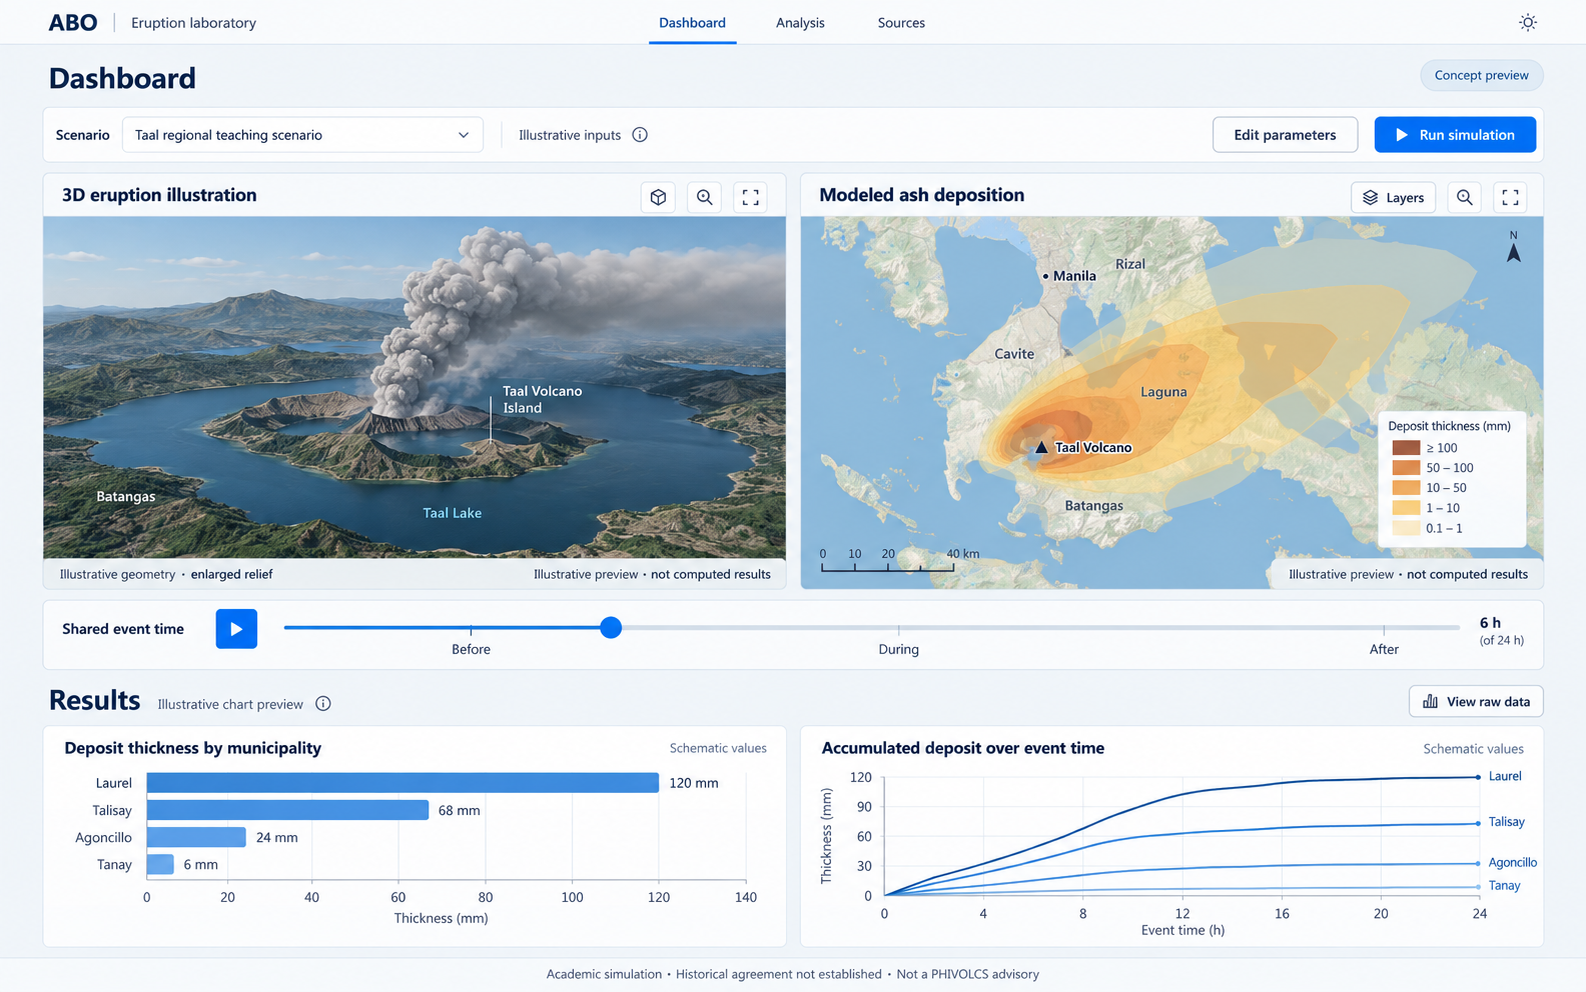 ABO
Eruption laboratory
Dashboard
Analysis
Sources
Dashboard
Concept preview
Scenario
Taal regional teaching scenario
Illustrative inputs
Edit parameters
Run simulation
3D eruption illustration
Taal Volcano
Island
Batangas
Taal Lake
Illustrative geometry • enlarged relief
Illustrative preview • not computed results
Modeled ash deposition
Layers
N
Manila
Rizal
Cavite
Laguna
Taal Volcano
Batangas
Deposit thickness (mm)
≥ 100
50 – 100
10 – 50
1 – 10
0.1 – 1
0 10 20 40 km
Illustrative preview • not computed results
Shared event time
Before
During
After
6 h
(of 24 h)
Results
Illustrative chart preview
View raw data
Deposit thickness by municipality
Schematic values
Laurel 120 mm
Talisay 68 mm
Agoncillo 24 mm
Tanay 6 mm
0 20 40 60 80 100 120 140
Thickness (mm)
Accumulated deposit over event time
Schematic values
Thickness (mm)
120
90
60
30
0
Laurel
Talisay
Agoncillo
Tanay
0 4 8 12 16 20 24
Event time (h)
Academic simulation • Historical agreement not established • Not a PHIVOLCS advisory